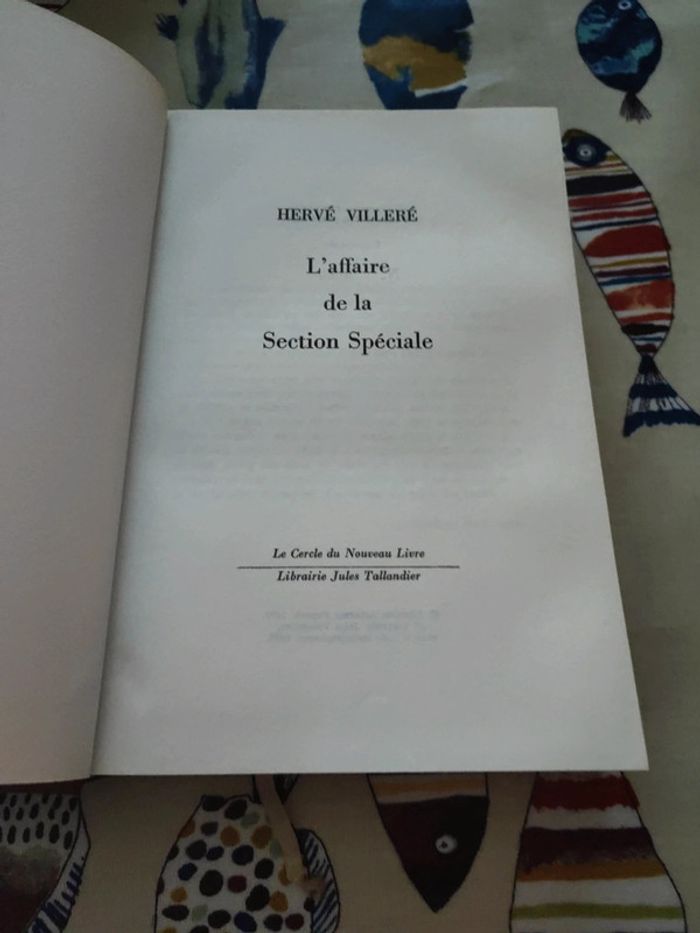 HERVÉ VILLERÉ
L'affaire
de la
Section Spéciale
Le Cercle du Nouveau Livre
Librairie Jules Tallandier